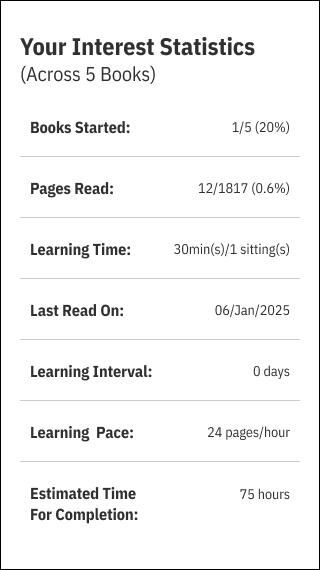 Your Interest Statistics
(Across 5 Books)
Books Started: 1/5 (20%)
Pages Read: 12/1817 (0.6%)
Learning Time: 30min(s)/1 sitting(s)
Last Read On: 06/Jan/2025
Learning Interval: 0 days
Learning  Pace: 24 pages/hour
Estimated Time 75 hours
For Completion: